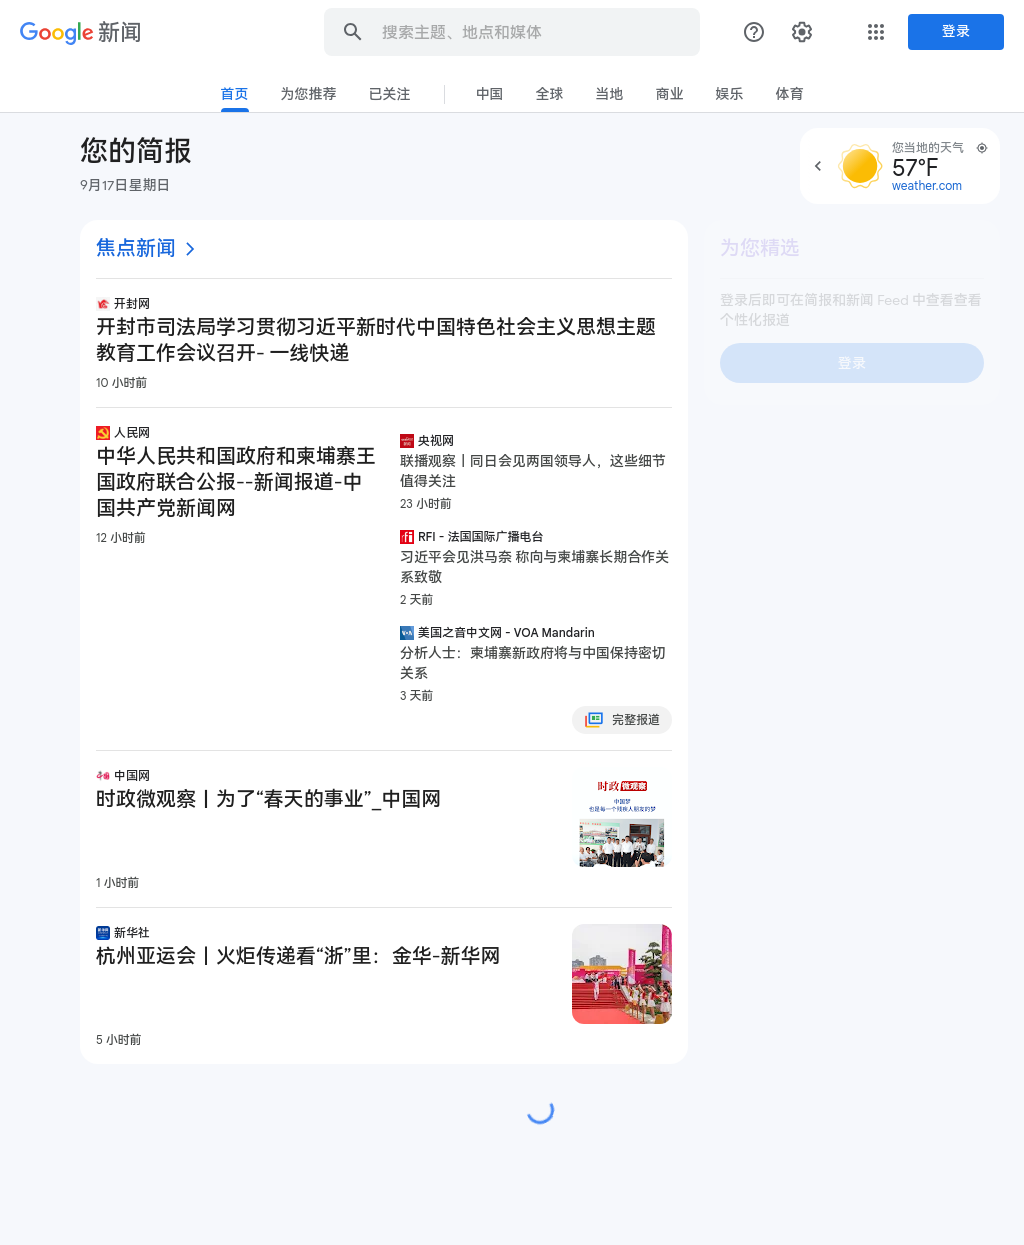 Google 新闻
搜索主题、地点和媒体
登录
首页
为您推荐
已关注
中国
全球
当地
商业
娱乐
体育
您的简报
9月17日星期日
您当地的天气
57°F
weather.com
焦点新闻
开封网
开封市司法局学习贯彻习近平新时代中国特色社会主义思想主题
教育工作会议召开- 一线快递
10 小时前
人民网
中华人民共和国政府和柬埔寨王
国政府联合公报--新闻报道-中
国共产党新闻网
12 小时前
央视网
联播观察丨同日会见两国领导人，这些细节
值得关注
23 小时前
RFI - 法国国际广播电台
习近平会见洪马奈 称向与柬埔寨长期合作关
系致敬
2 天前
美国之音中文网 - VOA Mandarin
分析人士：柬埔寨新政府将与中国保持密切
关系
3 天前
完整报道
中国网
时政微观察丨为了“春天的事业”_中国网
1 小时前
时政微观察
中国梦
也是每一个残疾人朋友的梦
新华社
杭州亚运会丨火炬传递看“浙”里：金华-新华网
5 小时前
为您精选
登录后即可在简报和新闻 Feed 中查看查看
个性化报道
登录